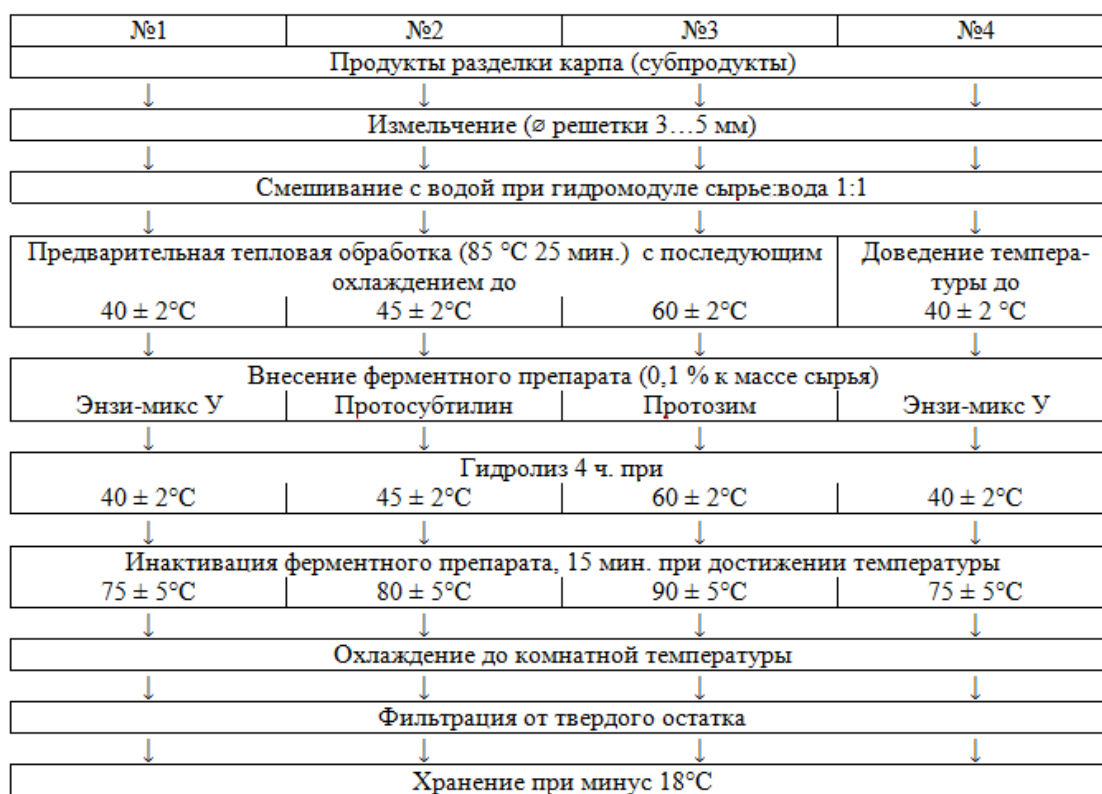 №1 №2 №3 №4
Продукты разделки карпа (субпродукты)
↓ ↓ ↓ ↓
Измельчение (⌀ решетки 3…5 мм)
↓ ↓ ↓ ↓
Смешивание с водой при гидромодуле сырье:вода 1:1
↓ ↓ ↓ ↓
Предварительная тепловая обработка (85 °С 25 мин.) с последующим Доведение темпера-
охлаждением до туры до
40 ± 2°С 45 ± 2°С 60 ± 2°С 40 ± 2 °С
↓ ↓ ↓ ↓
Внесение ферментного препарата (0,1 % к массе сырья)
Энзи-микс У Протосубтилин Протозим Энзи-микс У
↓ ↓ ↓ ↓
Гидролиз 4 ч. при
40 ± 2°С 45 ± 2°С 60 ± 2°С 40 ± 2°С
↓ ↓ ↓ ↓
Инактивация ферментного препарата, 15 мин. при достижении температуры
75 ± 5°С 80 ± 5°С 90 ± 5°С 75 ± 5°С
↓ ↓ ↓ ↓
Охлаждение до комнатной температуры
↓ ↓ ↓ ↓
Фильтрация от твердого остатка
↓ ↓ ↓ ↓
Хранение при минус 18°С